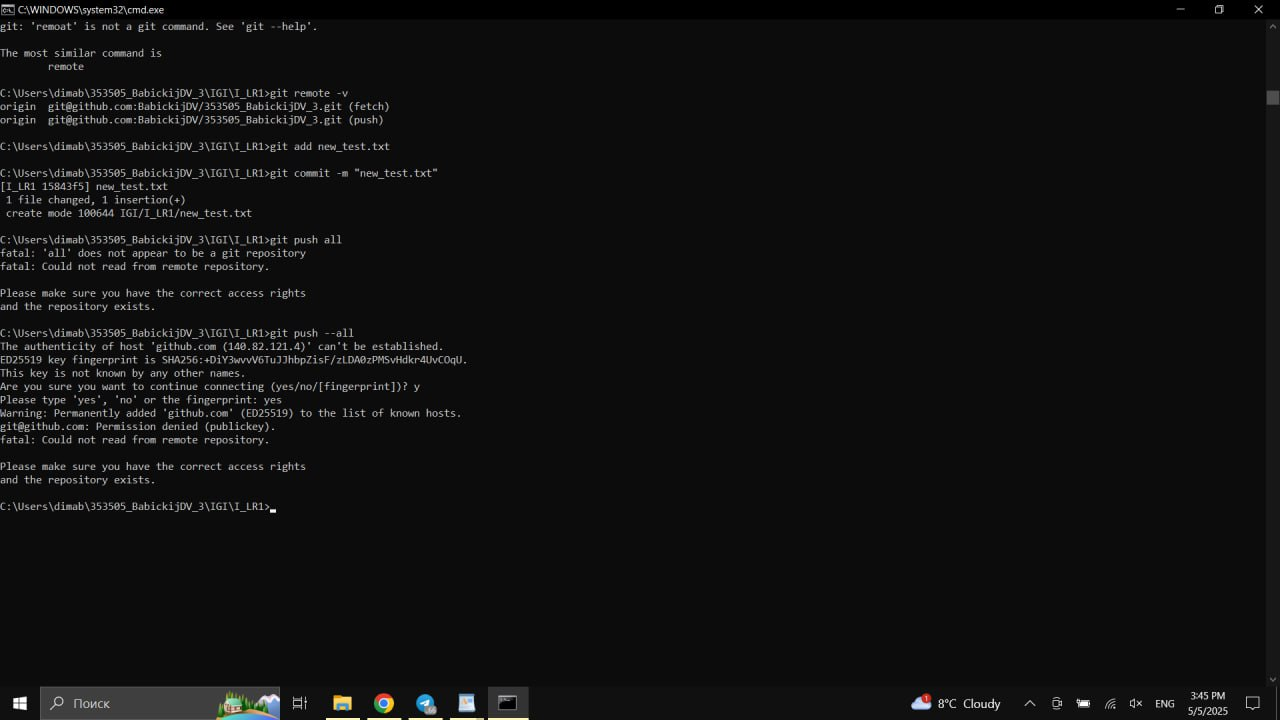 C:\WINDOWS\system32\cmd.exe
git: 'remoat' is not a git command. See 'git --help'.
The most similar command is
remote
C:\Users\dimab\353505_BabickijDV_3\IGI\I_LR1>git remote -v
origin  git@github.com:BabickijDV/353505_BabickijDV_3.git (fetch)
origin  git@github.com:BabickijDV/353505_BabickijDV_3.git (push)
C:\Users\dimab\353505_BabickijDV_3\IGI\I_LR1>git add new_test.txt
C:\Users\dimab\353505_BabickijDV_3\IGI\I_LR1>git commit -m "new_test.txt"
[I_LR1 15843f5] new_test.txt
1 file changed, 1 insertion(+)
create mode 100644 IGI/I_LR1/new_test.txt
C:\Users\dimab\353505_BabickijDV_3\IGI\I_LR1>git push all
fatal: 'all' does not appear to be a git repository
fatal: Could not read from remote repository.
Please make sure you have the correct access rights
and the repository exists.
C:\Users\dimab\353505_BabickijDV_3\IGI\I_LR1>git push --all
The authenticity of host 'github.com (140.82.121.4)' can't be established.
ED25519 key fingerprint is SHA256:+DiY3wvvV6TuJJhbpZisF/zLDA0zPMSvHdkr4UvCOqU.
This key is not known by any other names.
Are you sure you want to continue connecting (yes/no/[fingerprint])? y
Please type 'yes', 'no' or the fingerprint: yes
Warning: Permanently added 'github.com' (ED25519) to the list of known hosts.
git@github.com: Permission denied (publickey).
fatal: Could not read from remote repository.
Please make sure you have the correct access rights
and the repository exists.
C:\Users\dimab\353505_BabickijDV_3\IGI\I_LR1>
Поиск
1
8°C Cloudy
ENG
3:45 PM
5/5/2025